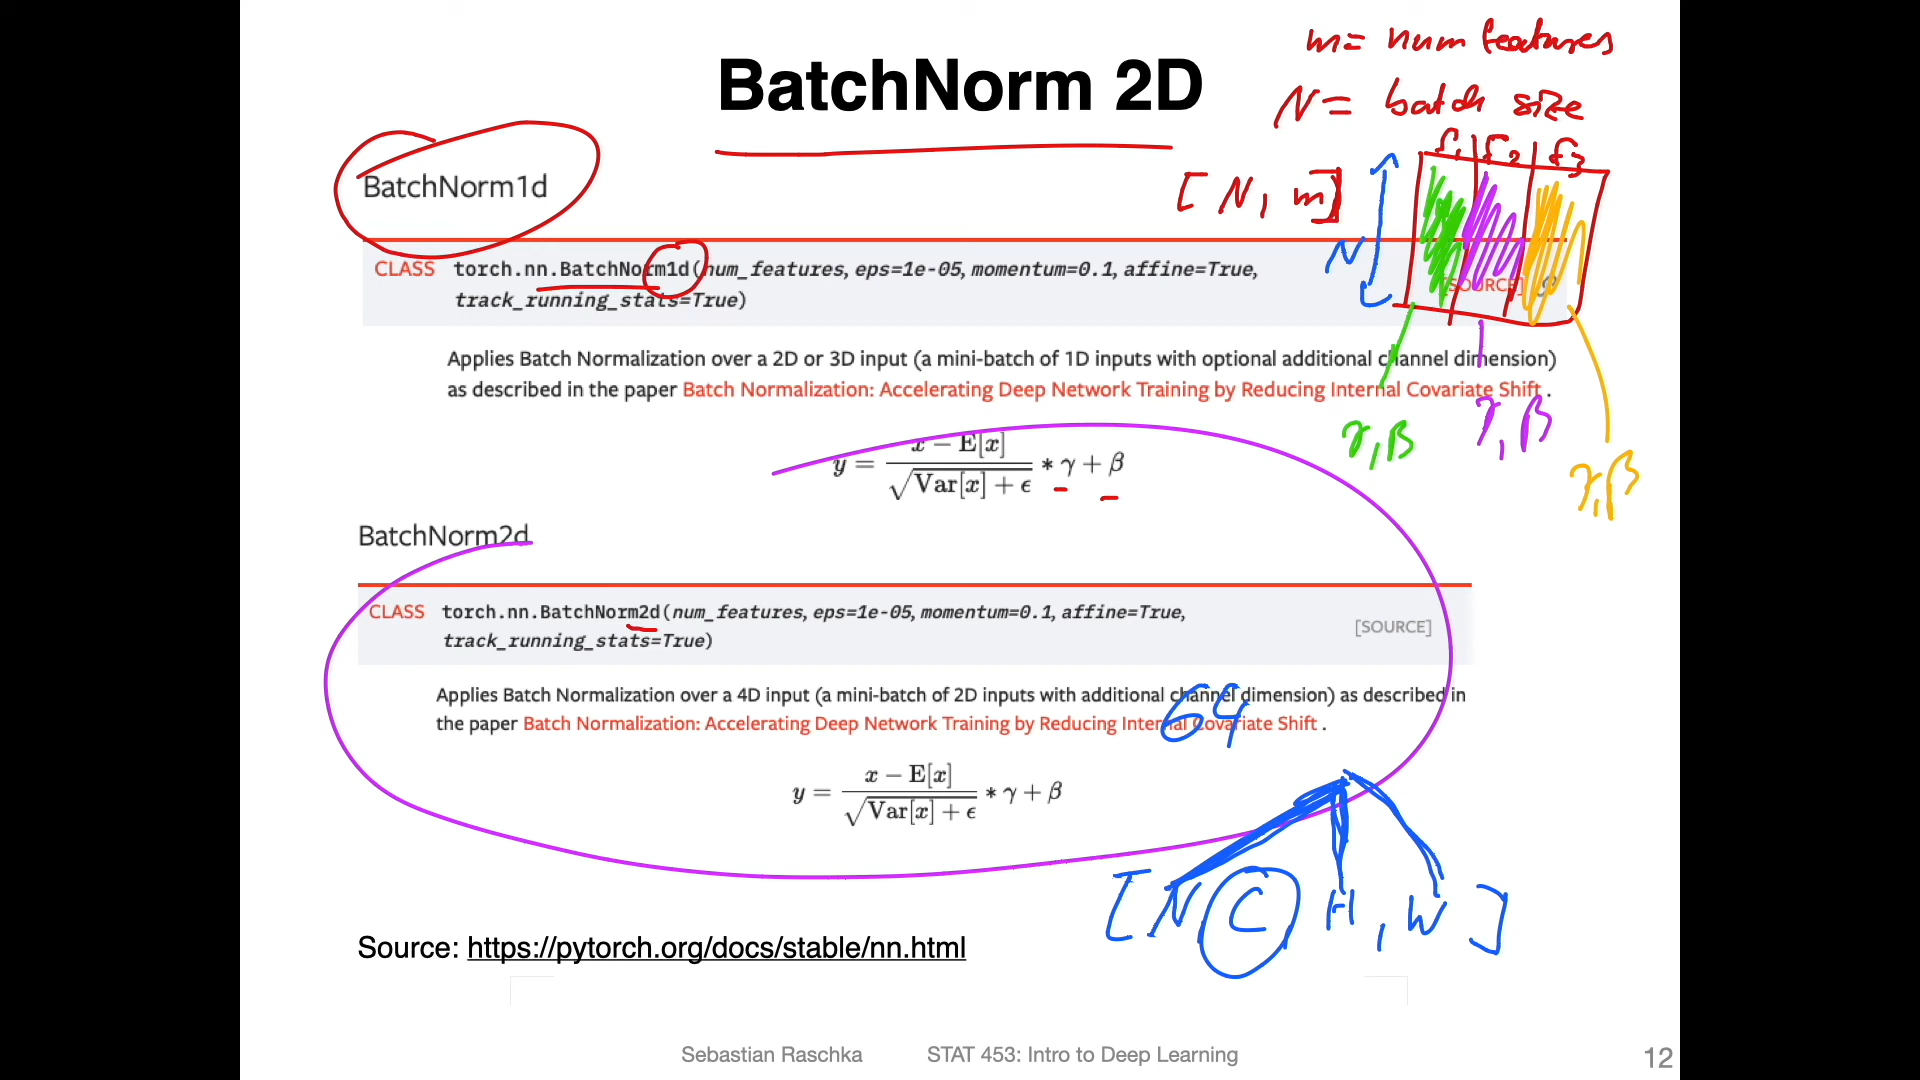 m = num features
BatchNorm 2D
N = batch size
f1 f2 f3
BatchNorm1d
[N, m]
N
CLASS torch.nn.BatchNorm1d(num_features, eps=1e-05, momentum=0.1, affine=True,
track_running_stats=True)
[SOURCE]
Applies Batch Normalization over a 2D or 3D input (a mini-batch of 1D inputs with optional additional channel dimension)
as described in the paper Batch Normalization: Accelerating Deep Network Training by Reducing Internal Covariate Shift .
γ, β γ, β γ, β
y = x − E[x] / √Var[x] + ϵ * γ + β
BatchNorm2d
CLASS torch.nn.BatchNorm2d(num_features, eps=1e-05, momentum=0.1, affine=True,
track_running_stats=True)
[SOURCE]
Applies Batch Normalization over a 4D input (a mini-batch of 2D inputs with additional channel dimension) as described in
the paper Batch Normalization: Accelerating Deep Network Training by Reducing Internal Covariate Shift .
64
y = x − E[x] / √Var[x] + ϵ * γ + β
[N, C, H, W]
Source: https://pytorch.org/docs/stable/nn.html
Sebastian Raschka STAT 453: Intro to Deep Learning 12